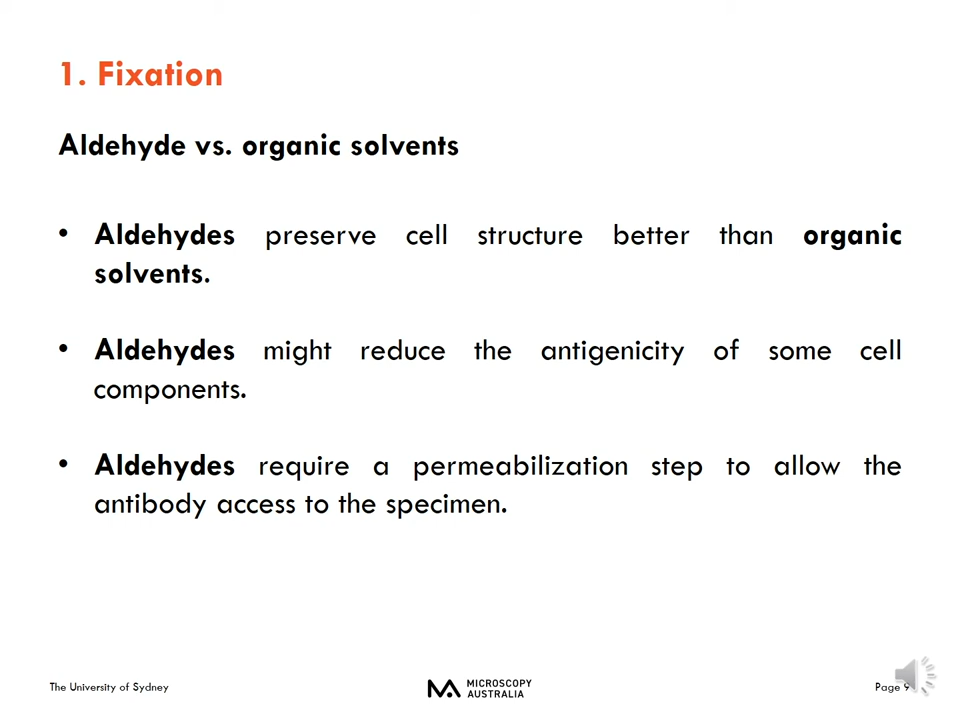 1. Fixation
Aldehyde vs. organic solvents
• Aldehydes preserve cell structure better than organic
solvents.
• Aldehydes might reduce the antigenicity of some cell
components.
• Aldehydes require a permeabilization step to allow the
antibody access to the specimen.
The University of Sydney
MICROSCOPY
AUSTRALIA
Page 9